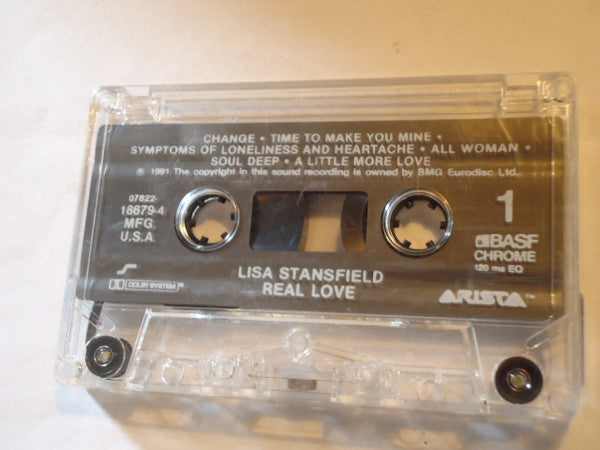 CHANGE • TIME TO MAKE YOU MINE •
SYMPTOMS OF LONELINESS AND HEARTACHE • ALL WOMAN •
SOUL DEEP • A LITTLE MORE LOVE
℗ 1991 The copyright in this sound recording is owned by BMG Eurodisc Ltd.
07822
18679-4
MFG.
U.S.A
1
BASF
CHROME
120 ms EQ
DOLBY SYSTEM
LISA STANSFIELD
REAL LOVE
ARISTA™